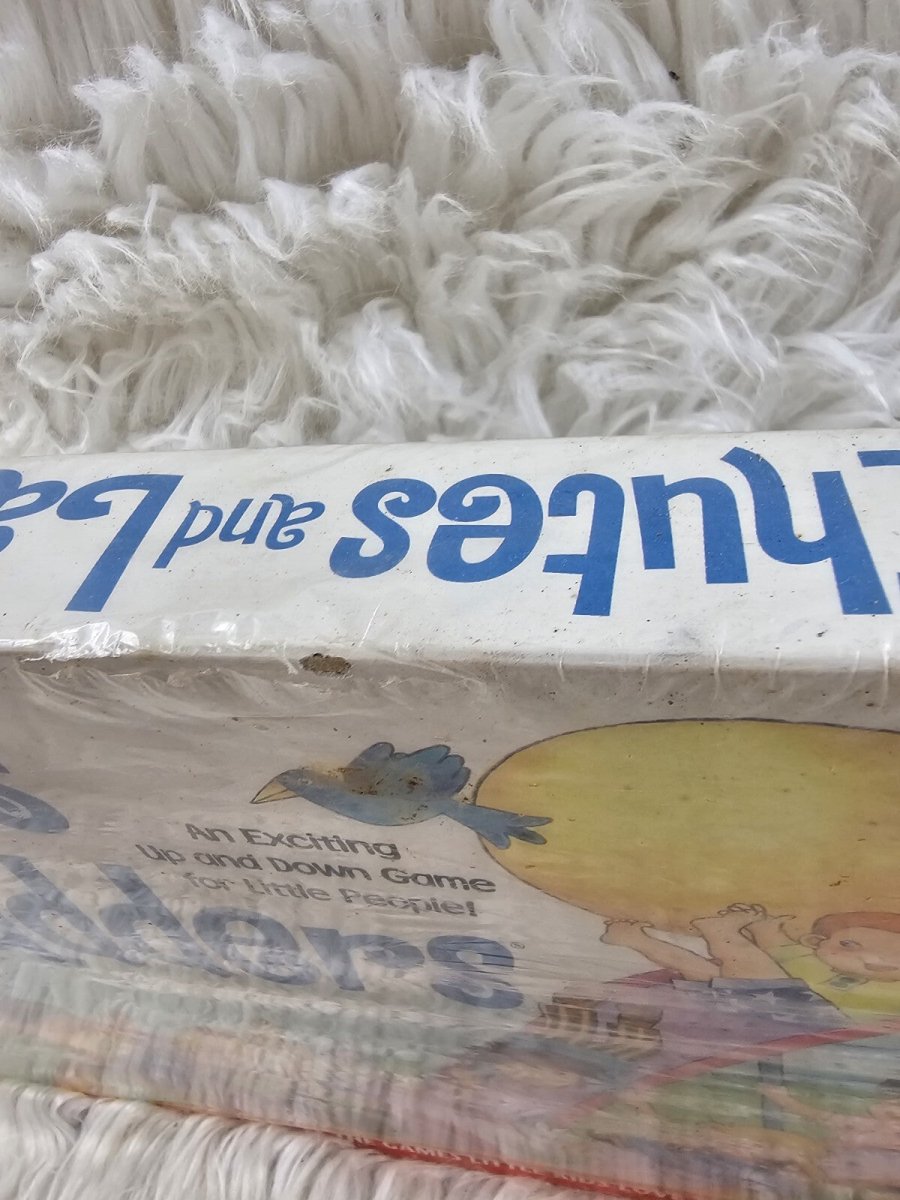 hutes and La
An Exciting
Up and Down Game
for Little People!
dders®